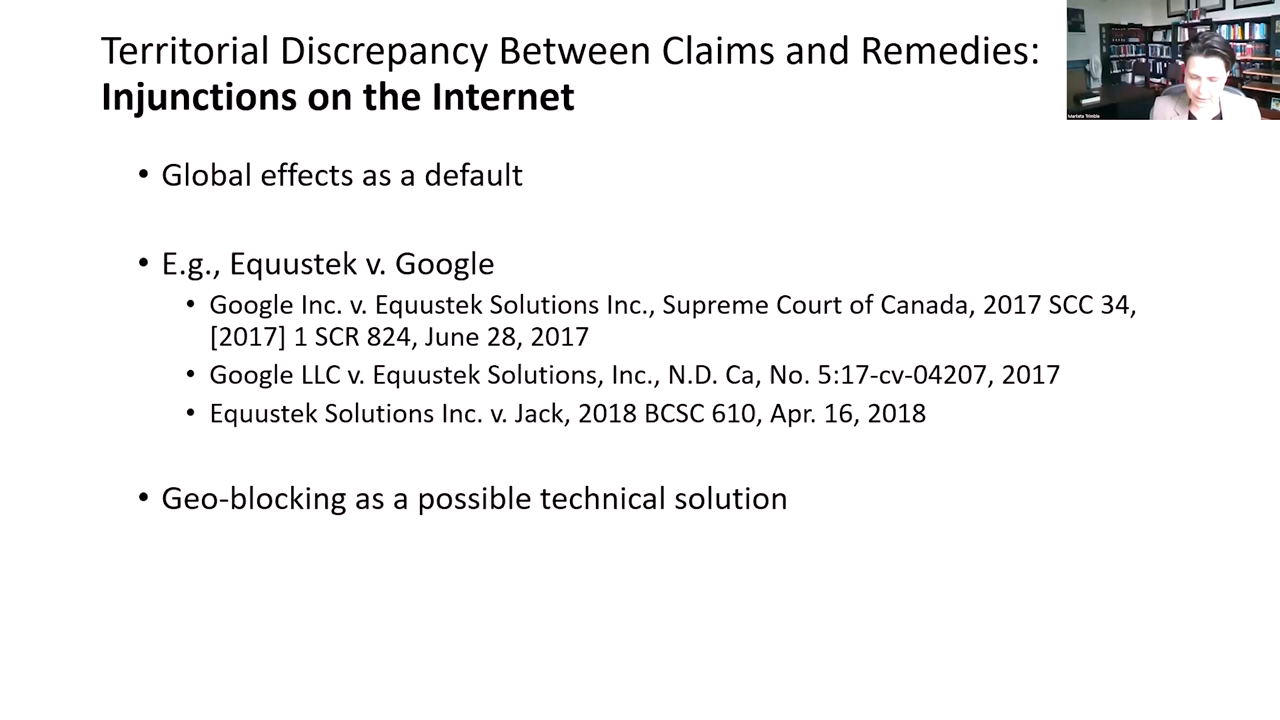 Territorial Discrepancy Between Claims and Remedies:
Injunctions on the Internet
Marketa Trimble
• Global effects as a default
• E.g., Equustek v. Google
• Google Inc. v. Equustek Solutions Inc., Supreme Court of Canada, 2017 SCC 34,
[2017] 1 SCR 824, June 28, 2017
• Google LLC v. Equustek Solutions, Inc., N.D. Ca, No. 5:17-cv-04207, 2017
• Equustek Solutions Inc. v. Jack, 2018 BCSC 610, Apr. 16, 2018
• Geo-blocking as a possible technical solution